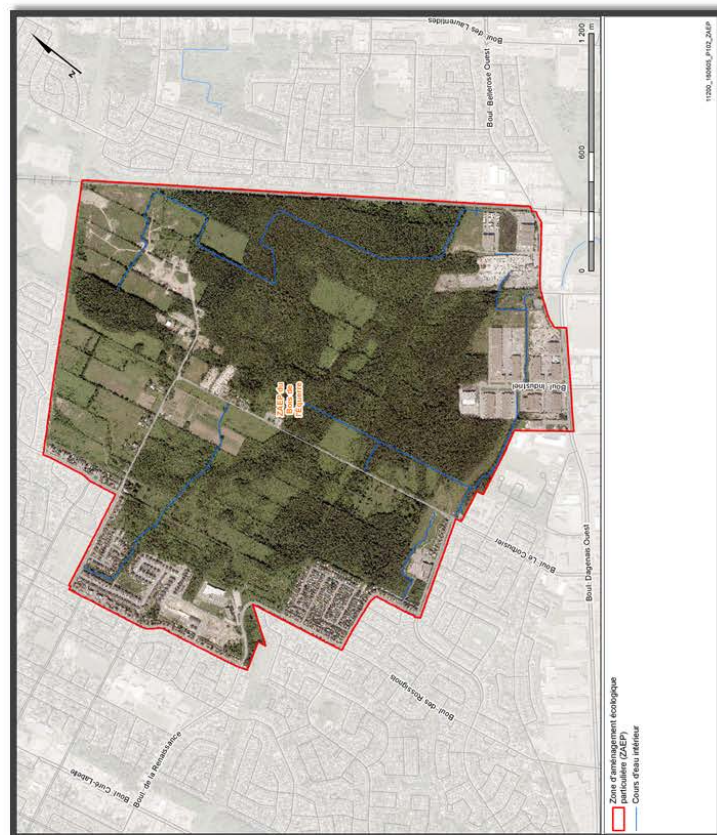 Boul. des Laurentides
Boul. Bellerose Ouest
N
1 200
m
600
0
ZAEP du
Bois de
l'Équerre
Boul. Industriel
Boul. Le Corbusier
Boul. Dagenais Ouest
Boul. des Rossignols
Boul. de la Renaissance
Boul. Curé-Labelle
Zone d'aménagement écologique
particulière (ZAEP)
Cours d'eau intérieur